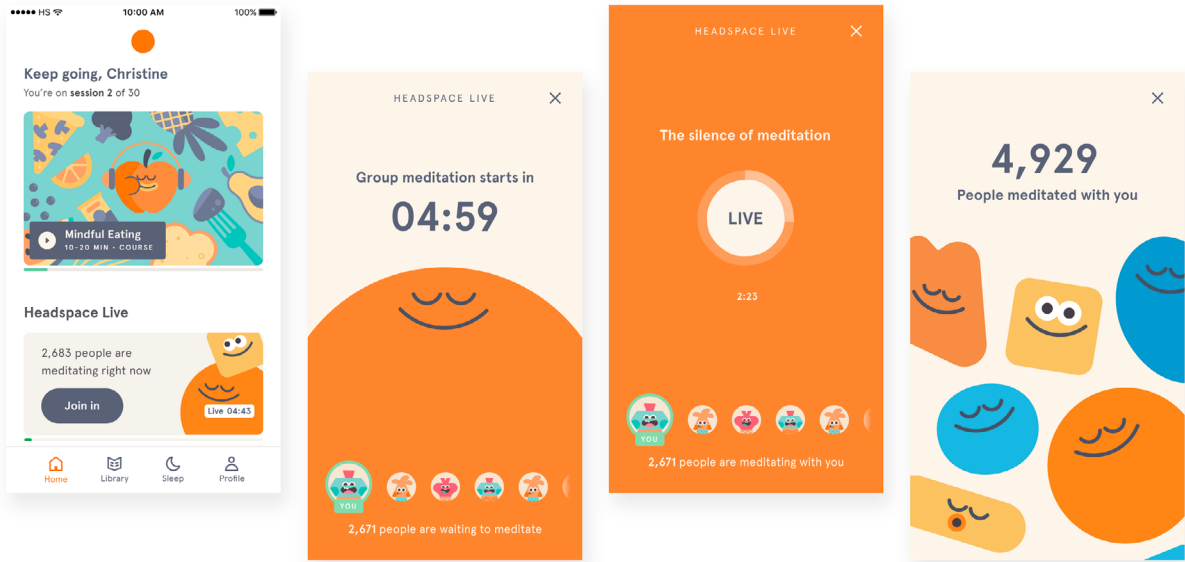 ●●●●● HS 10:00 AM 100%
Keep going, Christine
You're on session 2 of 30
Mindful Eating
10-20 MIN • COURSE
Headspace Live
2,683 people are
meditating right now
Join in
Live 04:43
Home Library Sleep Profile
HEADSPACE LIVE
Group meditation starts in
04:59
YOU
2,671 people are waiting to meditate
HEADSPACE LIVE
The silence of meditation
LIVE
2:23
YOU
2,671 people are meditating with you
4,929
People meditated with you